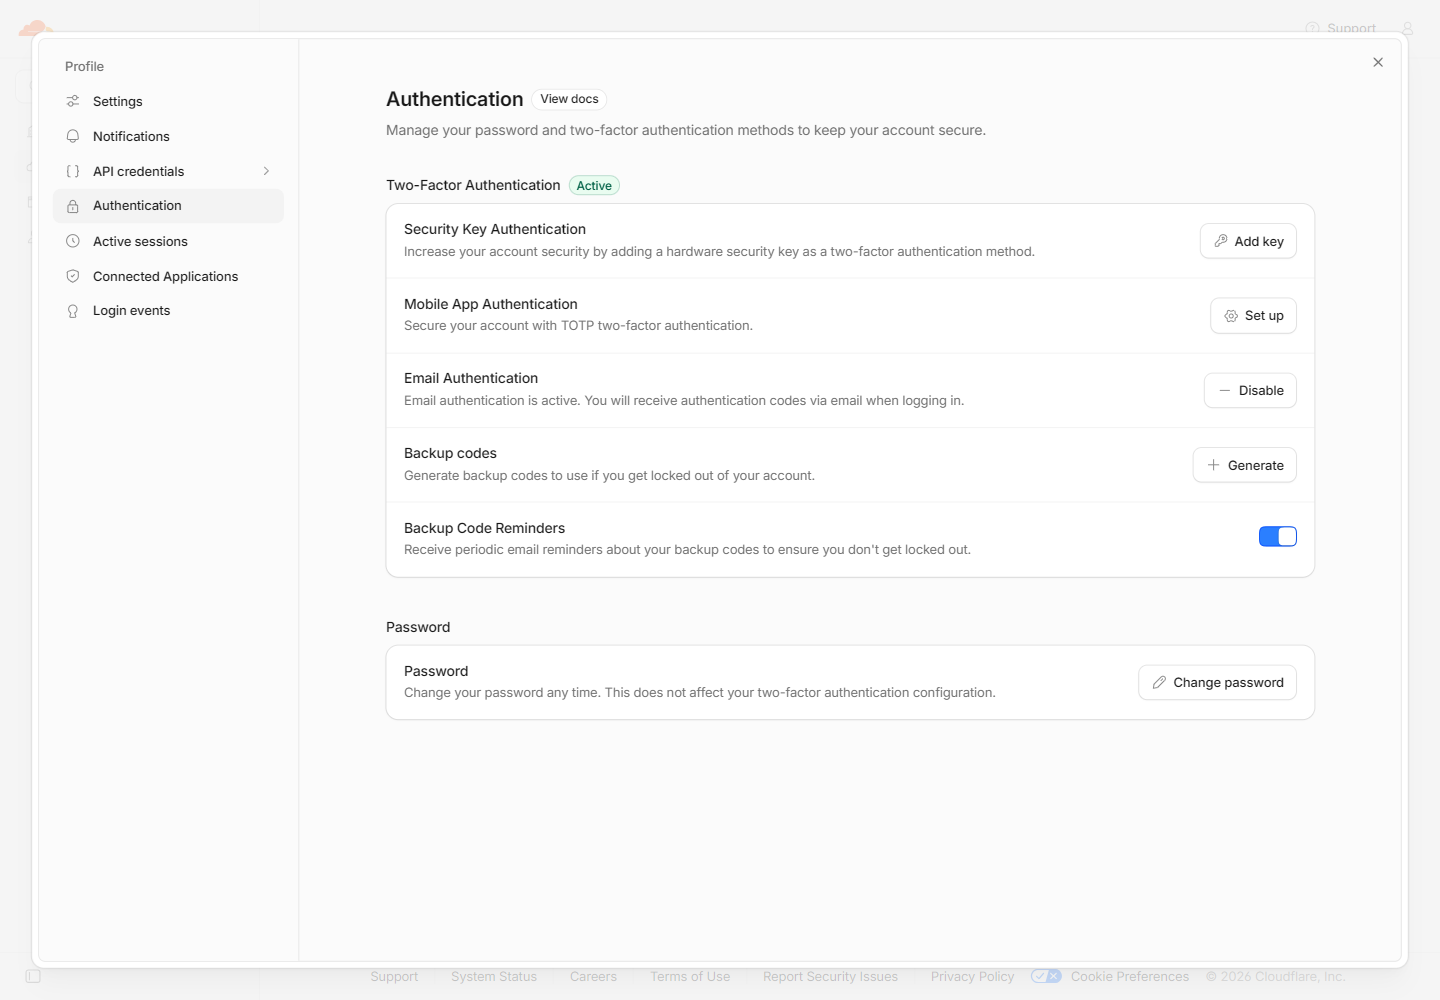 Support
Profile
Settings
Notifications
API credentials
Authentication
Active sessions
Connected Applications
Login events
Authentication
View docs
Manage your password and two-factor authentication methods to keep your account secure.
Two-Factor Authentication
Active
Security Key Authentication
Increase your account security by adding a hardware security key as a two-factor authentication method.
Add key
Mobile App Authentication
Secure your account with TOTP two-factor authentication.
Set up
Email Authentication
Email authentication is active. You will receive authentication codes via email when logging in.
Disable
Backup codes
Generate backup codes to use if you get locked out of your account.
Generate
Backup Code Reminders
Receive periodic email reminders about your backup codes to ensure you don't get locked out.
Password
Password
Change your password any time. This does not affect your two-factor authentication configuration.
Change password
Support
System Status
Careers
Terms of Use
Report Security Issues
Privacy Policy
Cookie Preferences
© 2026 Cloudflare, Inc.